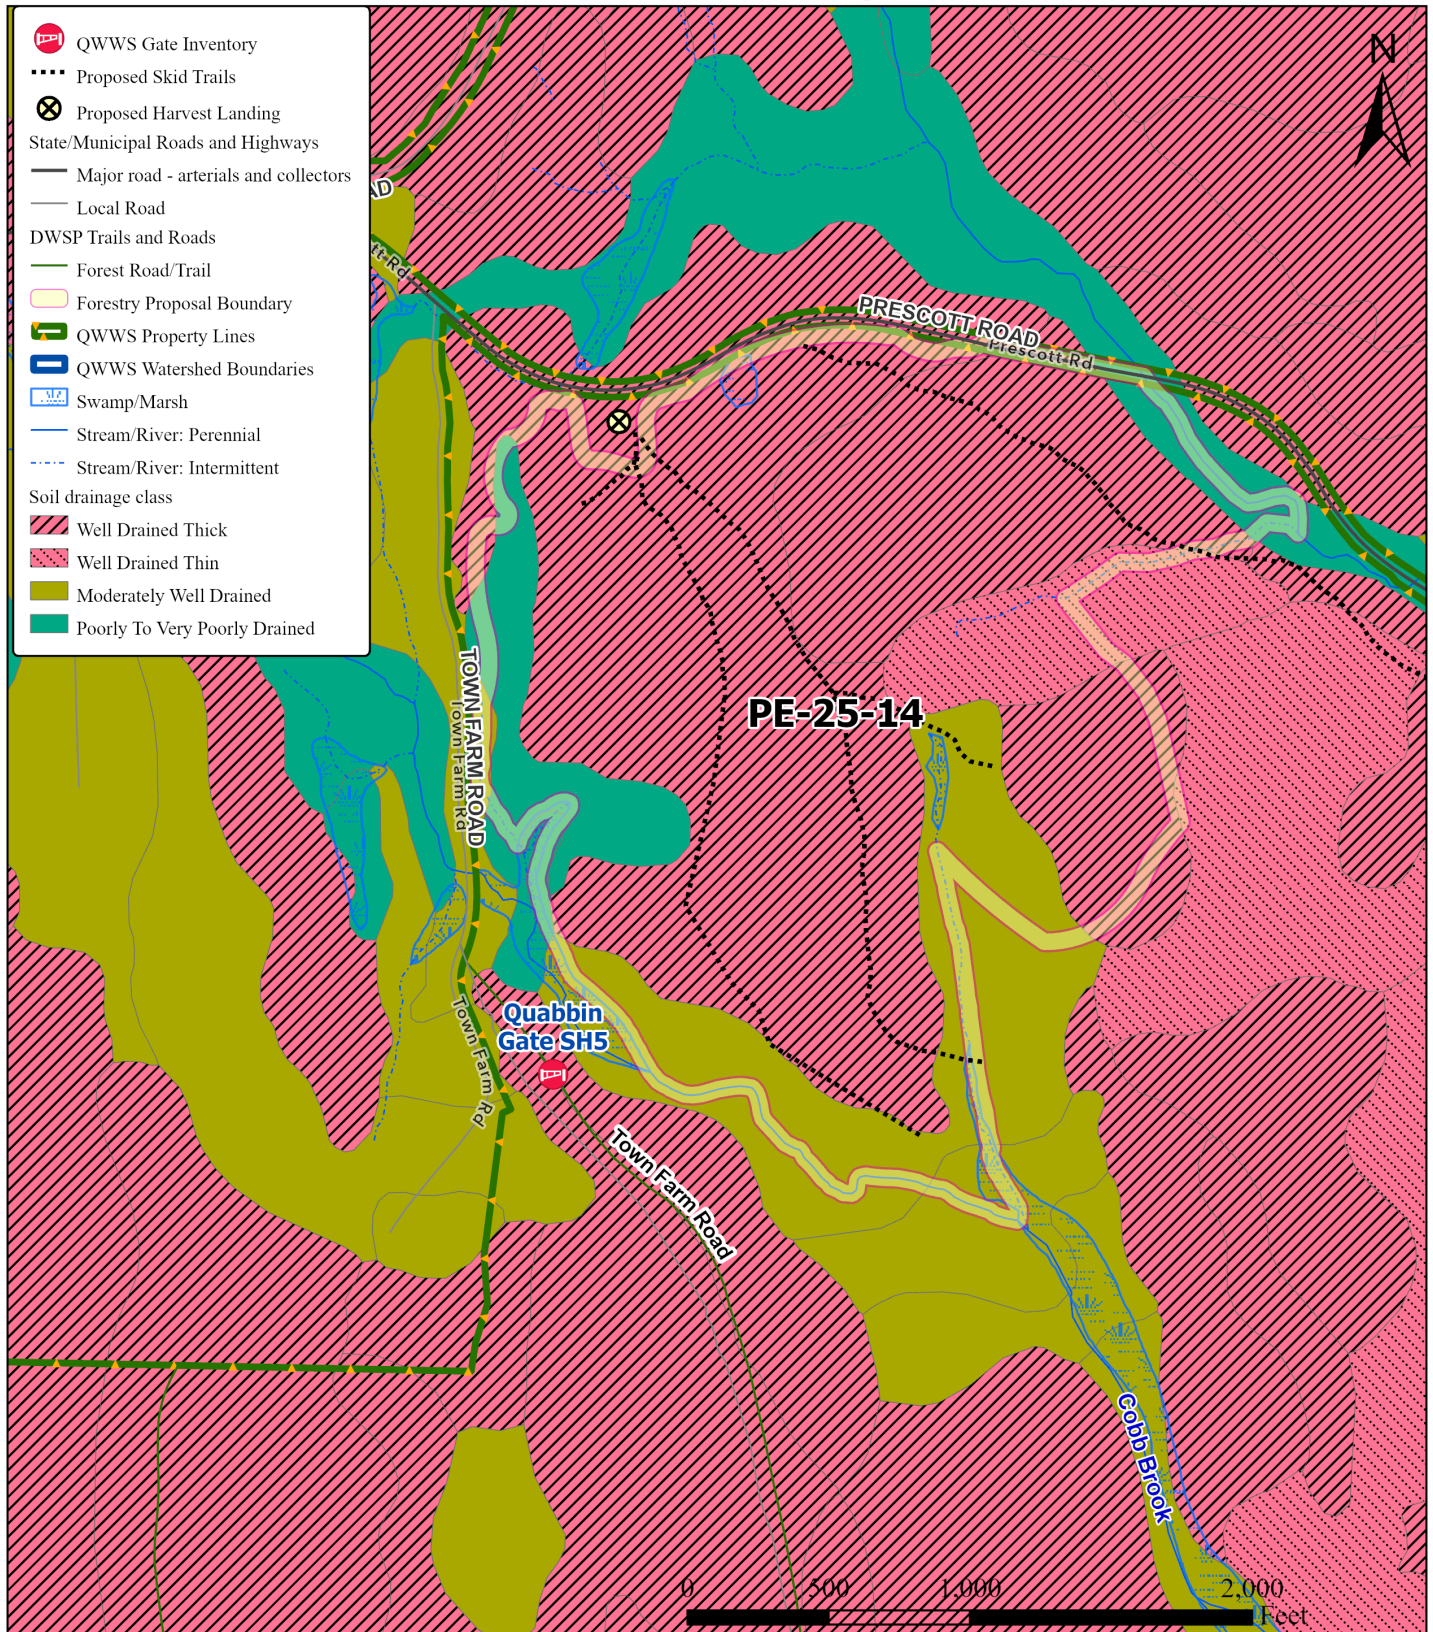 QWWS Gate Inventory
Proposed Skid Trails
Proposed Harvest Landing
State/Municipal Roads and Highways
Major road - arterials and collectors
Local Road
DWSP Trails and Roads
Forest Road/Trail
Forestry Proposal Boundary
QWWS Property Lines
QWWS Watershed Boundaries
Swamp/Marsh
Stream/River: Perennial
Stream/River: Intermittent
Soil drainage class
Well Drained Thick
Well Drained Thin
Moderately Well Drained
Poorly To Very Poorly Drained
N
AD
tt Rd
PRESCOTT ROAD
Prescott Rd
TOWN FARM ROAD
Town Farm Rd
PE-25-14
Quabbin
Gate SH5
Town Farm Rd
Town Farm Road
Cobb Brook
0 500 1,000 2,000
Feet